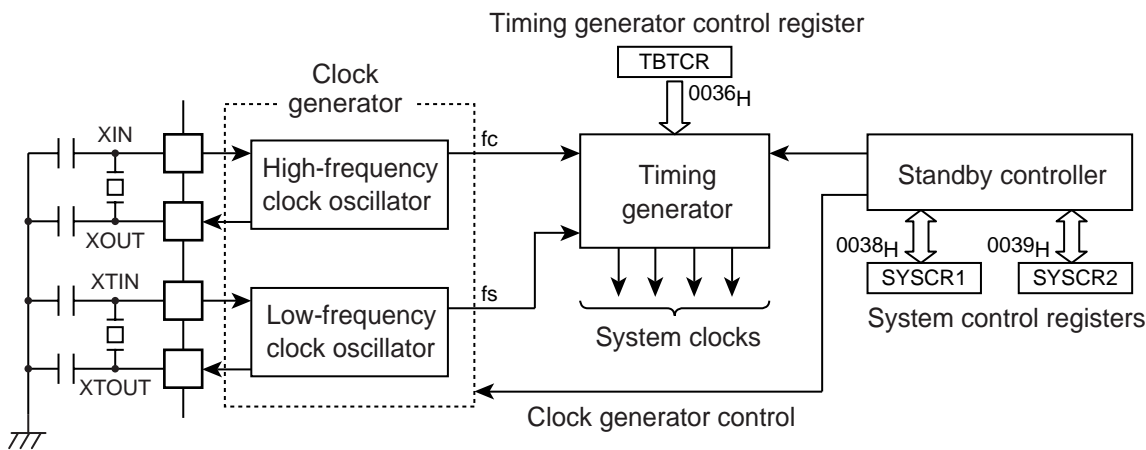 Timing generator control register
TBTCR
0036H
Clock
generator
XIN
XOUT
High-frequency
clock oscillator
fc
Timing
generator
Standby controller
0038H
0039H
SYSCR1
SYSCR2
System control registers
XTIN
XTOUT
Low-frequency
clock oscillator
fs
System clocks
Clock generator control